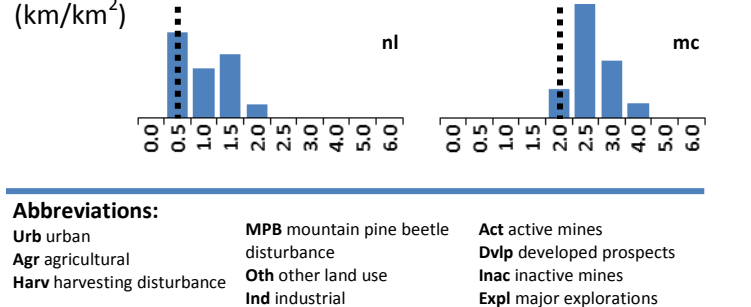 (km/km²)
nl
mc
0.0 0.5 1.0 1.5 2.0 2.5 3.0 4.0 5.0 6.0
0.0 0.5 1.0 1.5 2.0 2.5 3.0 4.0 5.0 6.0
Abbreviations:
Urb urban
Agr agricultural
Harv harvesting disturbance
MPB mountain pine beetle
disturbance
Oth other land use
Ind industrial
Act active mines
Dvlp developed prospects
Inac inactive mines
Expl major explorations